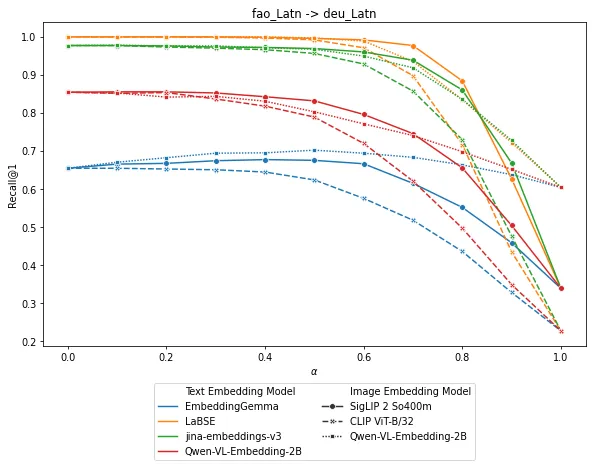 fao_Latn -> deu_Latn
Recall@1
1.0
0.9
0.8
0.7
0.6
0.5
0.4
0.3
0.2
0.0 0.2 0.4 0.6 0.8 1.0
α
Text Embedding Model Image Embedding Model
EmbeddingGemma SigLIP 2 So400m
LaBSE CLIP ViT-B/32
jina-embeddings-v3 Qwen-VL-Embedding-2B
Qwen-VL-Embedding-2B